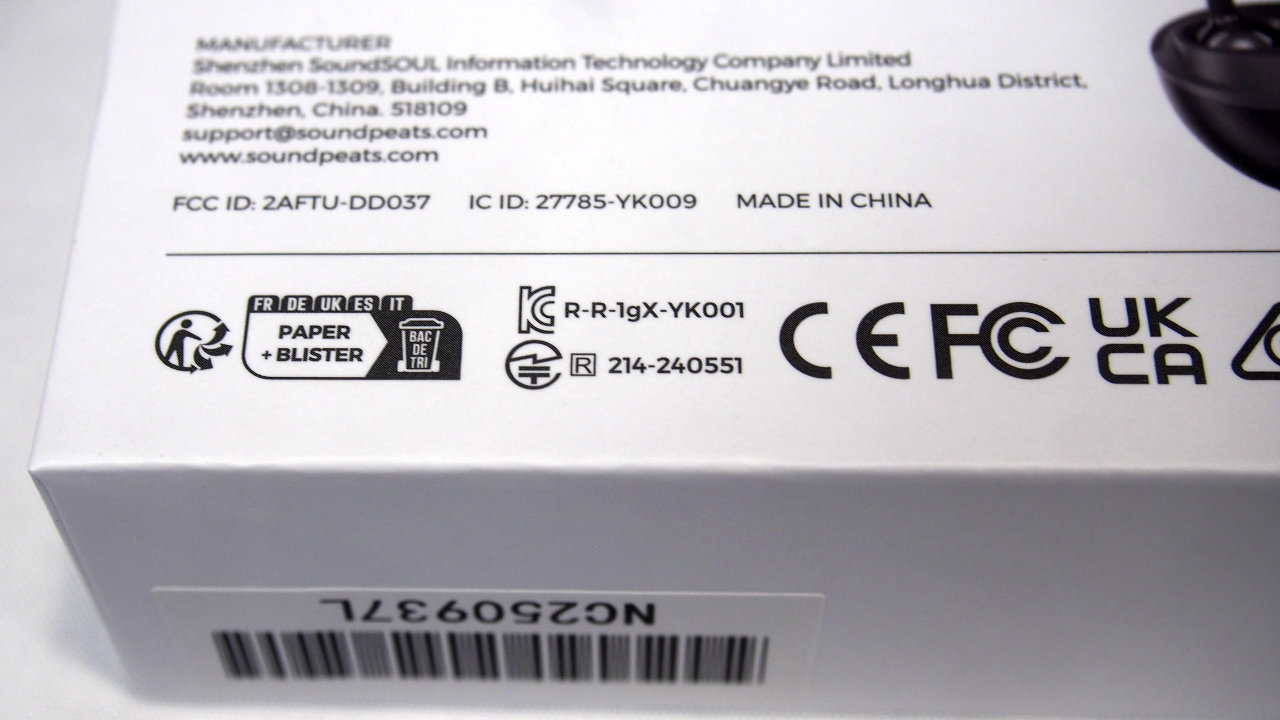 MANUFACTURER
Shenzhen SoundSOUL Information Technology Company Limited
Room 1308-1309, Building B, Huihai Square, Chuangye Road, Longhua District,
Shenzhen, China. 518109
support@soundpeats.com
www.soundpeats.com
FCC ID: 2AFTU-DD037 IC ID: 27785-YK009 MADE IN CHINA
FR DE UK ES IT
PAPER
+ BLISTER
BAC
DE
TRI
R-R-1gX-YK001
R 214-240551
CE FC UK
CA
NC250937L